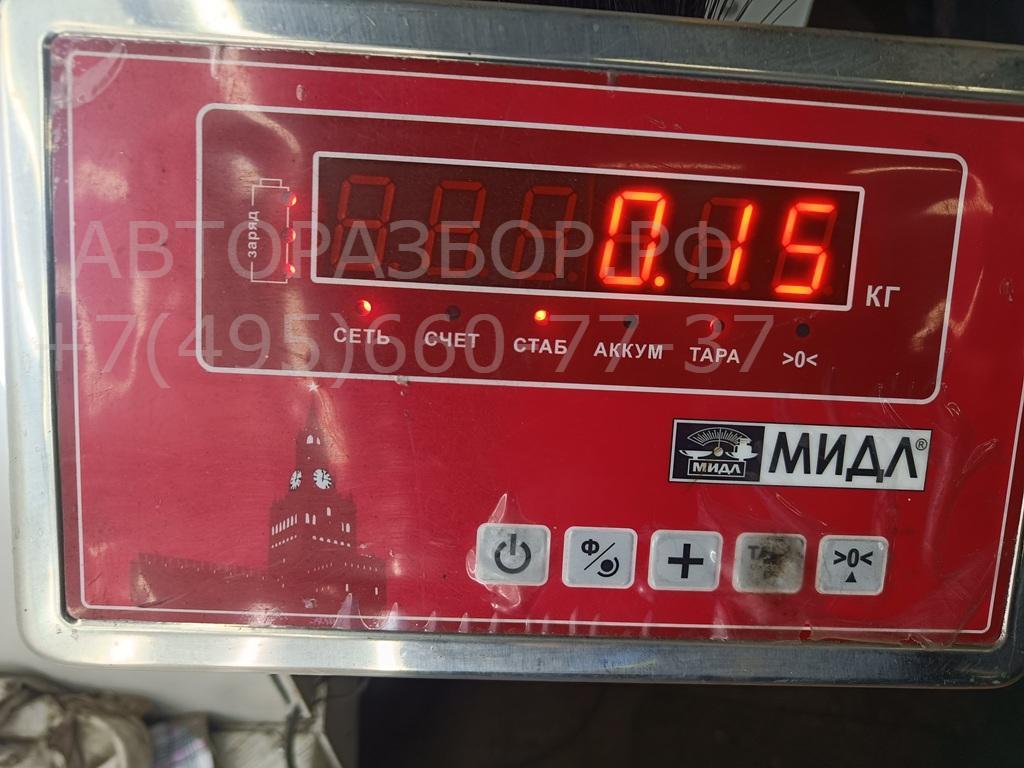 0.15
КГ
заряд
АВТОРАЗБОР.РФ
+7(495)660-77-37
СЕТЬ СЧЕТ СТАБ АККУМ ТАРА >0<
МИДЛ МИДЛ®
Ф/ + >0<